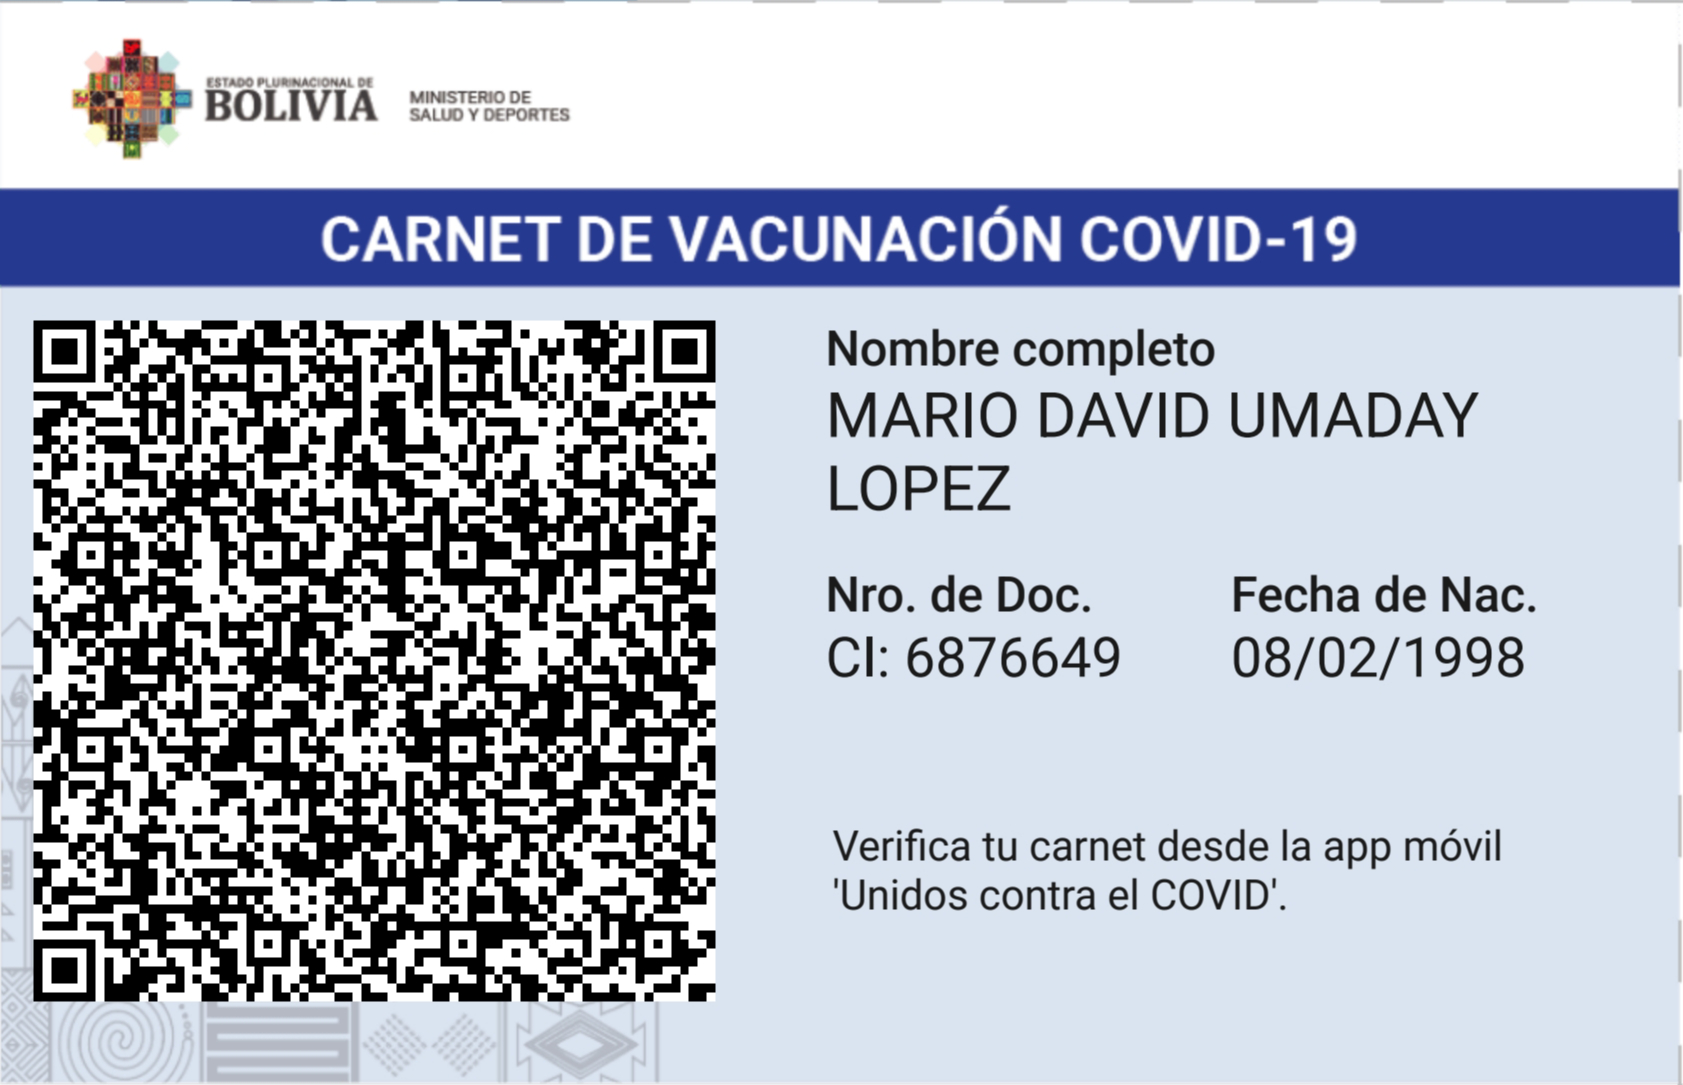 ESTADO PLURINACIONAL DE
BOLIVIA
MINISTERIO DE
SALUD Y DEPORTES
CARNET DE VACUNACIÓN COVID-19
Nombre completo
MARIO DAVID UMADAY
LOPEZ
Nro. de Doc.
CI: 6876649
Fecha de Nac.
08/02/1998
Verifica tu carnet desde la app móvil
'Unidos contra el COVID'.